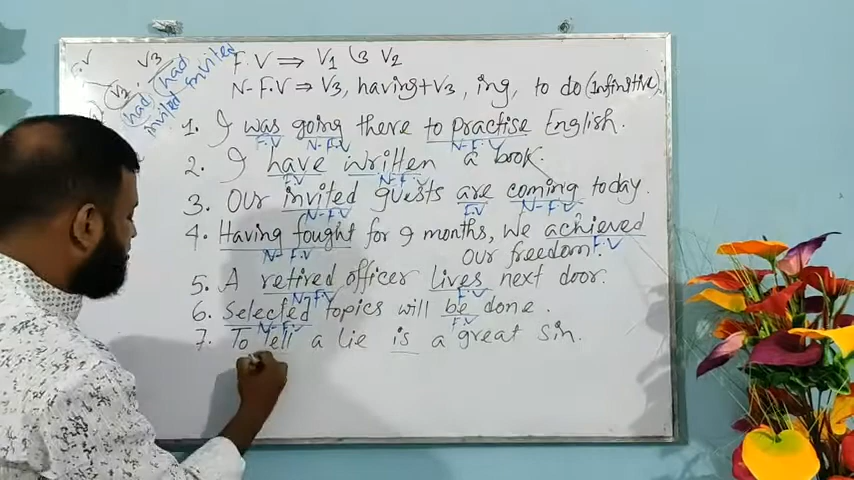 F.V V3
had had invited
V3
had invited
F.V ⇒ V1 V2
N-F.V ⇒ V3, having+V3, ing, to do (Infinitive).
1. I was going there to practise English.
F.V N-F.V N-F.V
2. I have written a book.
F.V N-F.V
3. Our invited guests are coming today.
N-F.V F.V N-F.V
4. Having fought for 9 months, we achieved
N-F.V F.V
our freedom.
5. A retired officer lives next door.
N-F.V F.V
6. Selected topics will be done.
N-F.V F.V
7. To tell a lie is a great sin.